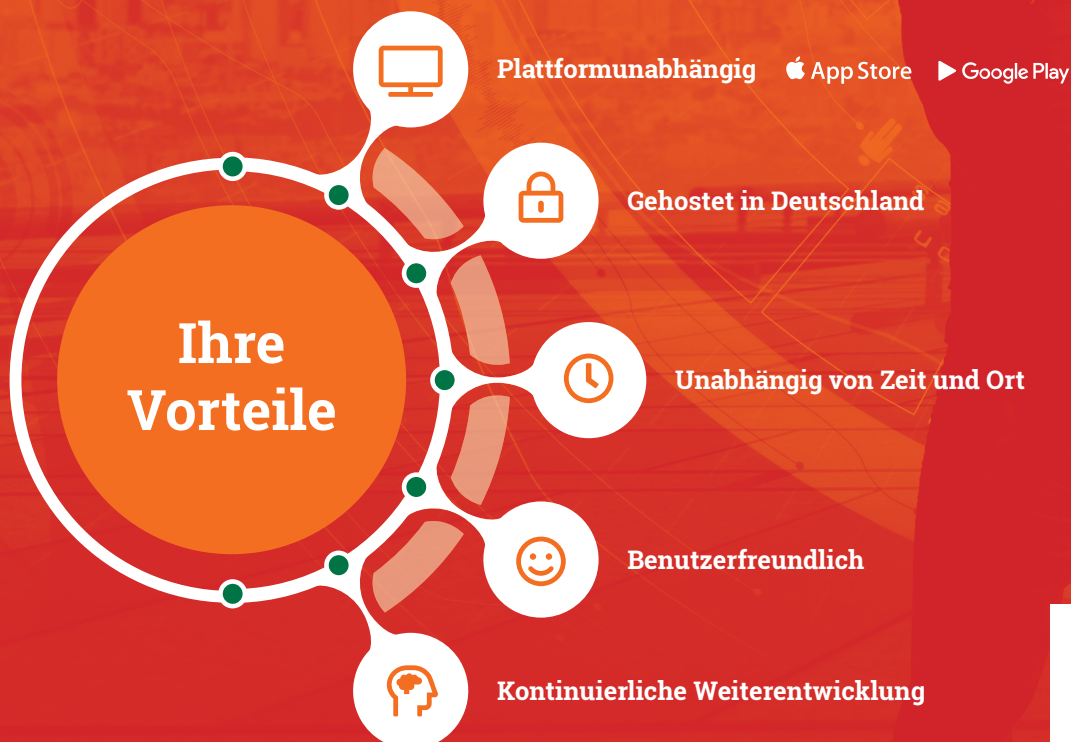 Plattformunabhängig App Store Google Play
Gehostet in Deutschland
Ihre
Vorteile
Unabhängig von Zeit und Ort
Benutzerfreundlich
Kontinuierliche Weiterentwicklung